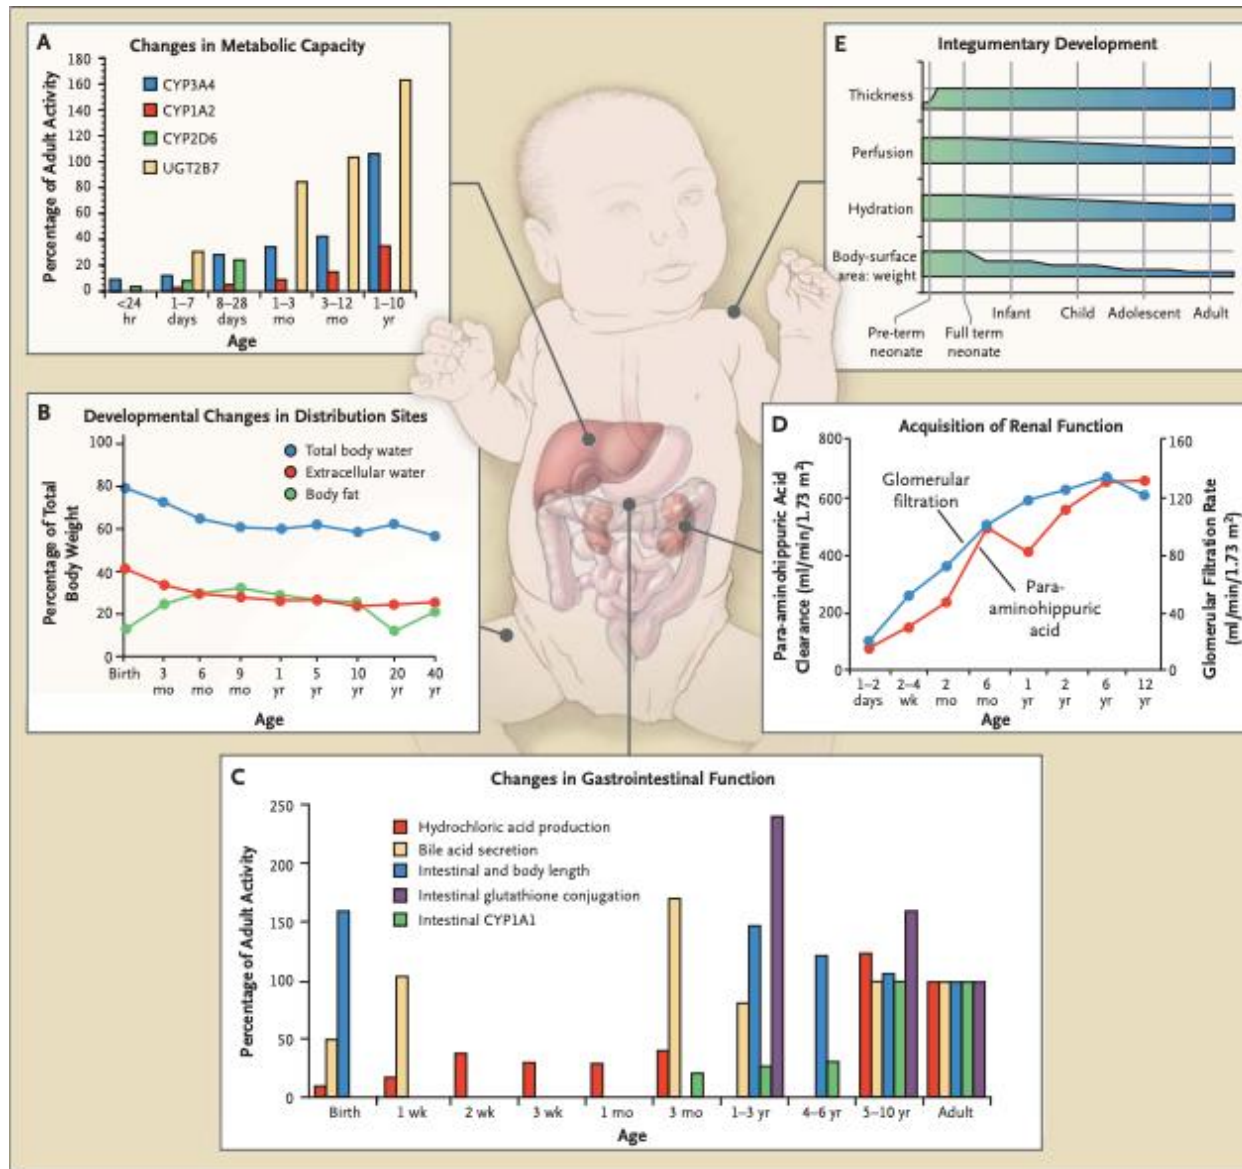 A
Changes in Metabolic Capacity
Percentage of Adult Activity
180
160
140
120
100
80
60
40
20
0
CYP3A4
CYP1A2
CYP2D6
UGT2B7
<24 1–7 8–28 1–3 3–12 1–10
hr days days mo mo yr
Age
E
Integumentary Development
Thickness
Perfusion
Hydration
Body-surface
area: weight
Infant Child Adolescent Adult
Pre-term Full term
neonate neonate
B
Developmental Changes in Distribution Sites
Percentage of Total
Body Weight
100
80
60
40
20
0
Total body water
Extracellular water
Body fat
Birth 3 6 9 1 5 10 20 40
mo mo mo yr yr yr yr yr
Age
D
Acquisition of Renal Function
Para-aminohippuric Acid
Clearance (ml/min/1.73 m²)
800
600
400
200
0
Glomerular
filtration
Para-
aminohippuric
acid
160
120
80
40
0
Glomerular Filtration Rate
(ml/min/1.73 m²)
1–2 2–4 2 6 1 2 6 12
days wk mo mo yr yr yr yr
Age
C
Changes in Gastrointestinal Function
Percentage of Adult Activity
250
200
150
100
50
0
Hydrochloric acid production
Bile acid secretion
Intestinal and body length
Intestinal glutathione conjugation
Intestinal CYP1A1
Birth 1 wk 2 wk 3 wk 1 mo 3 mo 1–3 yr 4–6 yr 5–10 yr Adult
Age